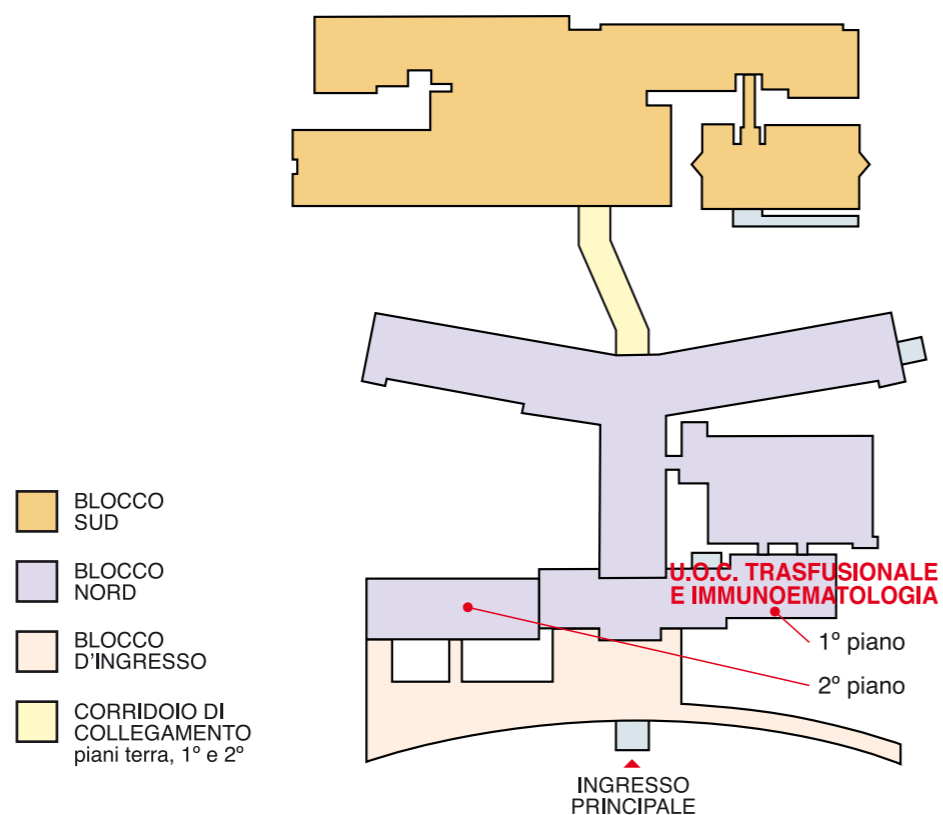 BLOCCO
SUD
BLOCCO
NORD
BLOCCO
D'INGRESSO
CORRIDOIO DI
COLLEGAMENTO
piani terra, 1º e 2º
U.O.C. TRASFUSIONALE
E IMMUNOEMATOLOGIA
1º piano
2º piano
INGRESSO
PRINCIPALE